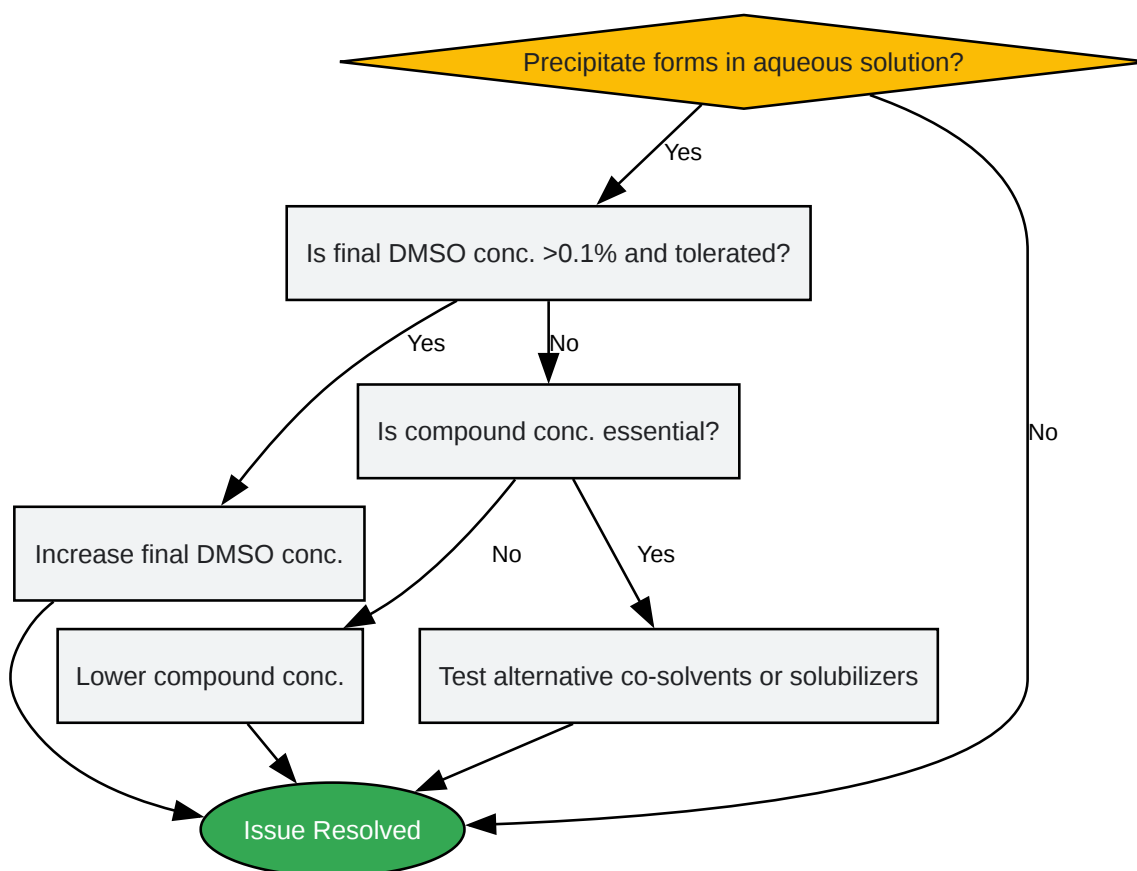 Precipitate forms in aqueous solution?
Yes
Is final DMSO conc. >0.1% and tolerated?
Yes
No
Is compound conc. essential?
No
Increase final DMSO conc.
No
Yes
Lower compound conc.
Test alternative co-solvents or solubilizers
Issue Resolved